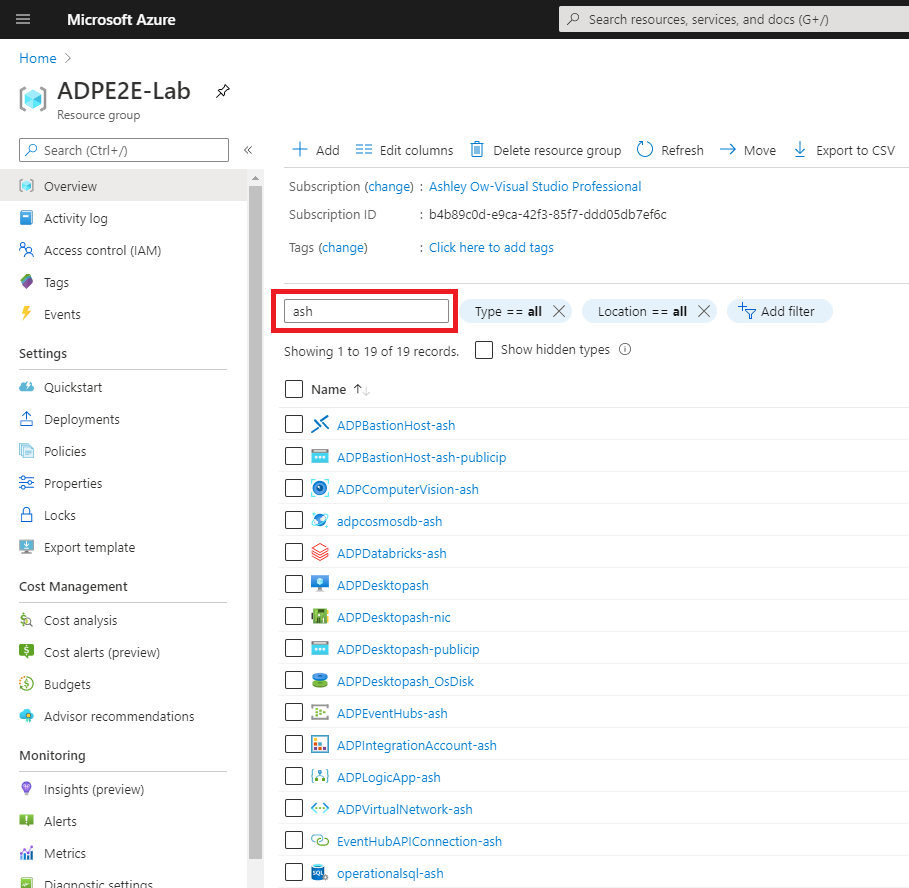 Microsoft Azure
Search resources, services, and docs (G+/)
Home
ADPE2E-Lab
Resource group
Search (Ctrl+/)
«
Overview
Activity log
Access control (IAM)
Tags
Events
Settings
Quickstart
Deployments
Policies
Properties
Locks
Export template
Cost Management
Cost analysis
Cost alerts (preview)
Budgets
Advisor recommendations
Monitoring
Insights (preview)
Alerts
Metrics
Diagnostic settings
Add
Edit columns
Delete resource group
Refresh
Move
Export to CSV
Subscription (change) : Ashley Ow-Visual Studio Professional
Subscription ID : b4b89c0d-e9ca-42f3-85f7-ddd05db7ef6c
Tags (change) : Click here to add tags
ash
Type == all
Location == all
Add filter
Showing 1 to 19 of 19 records.
Show hidden types
Name
ADPBastionHost-ash
ADPBastionHost-ash-publicip
ADPComputerVision-ash
adpcosmosdb-ash
ADPDatabricks-ash
ADPDesktopash
ADPDesktopash-nic
ADPDesktopash-publicip
ADPDesktopash_OsDisk
ADPEventHubs-ash
ADPIntegrationAccount-ash
ADPLogicApp-ash
ADPVirtualNetwork-ash
EventHubAPIConnection-ash
operationalsql-ash